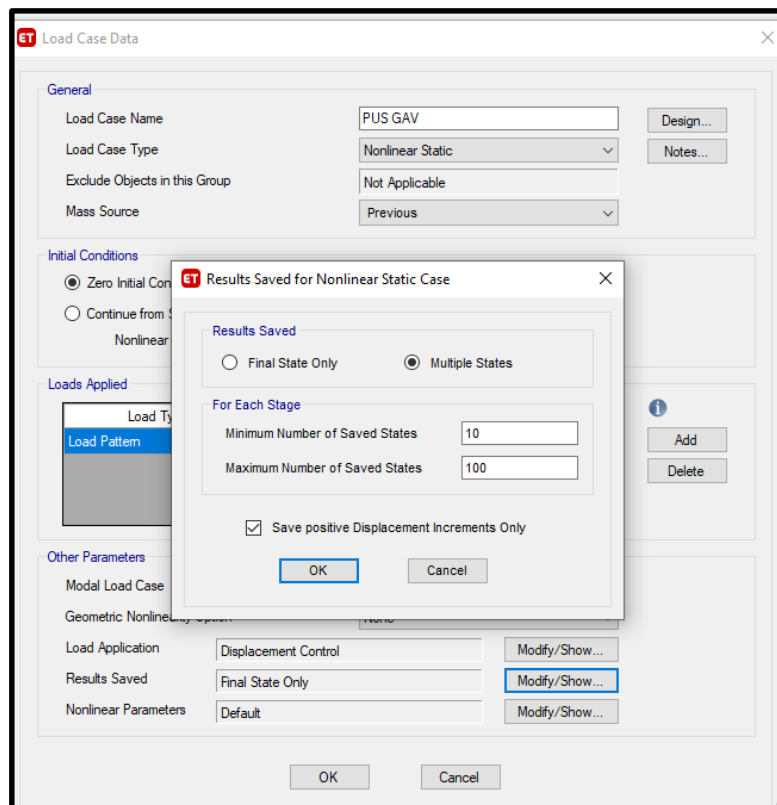 ET Load Case Data
General
Load Case Name PUS GAV Design...
Load Case Type Nonlinear Static Notes...
Exclude Objects in this Group Not Applicable
Mass Source Previous
Initial Conditions
Zero Initial Con
Continue from S
Nonlinear
ET Results Saved for Nonlinear Static Case
Results Saved
Final State Only Multiple States
For Each Stage
Minimum Number of Saved States 10
Maximum Number of Saved States 100
Save positive Displacement Increments Only
OK Cancel
Loads Applied
Load Ty
Load Pattern Add
Delete
Other Parameters
Modal Load Case
Geometric Nonlinearity Option None
Load Application Displacement Control Modify/Show...
Results Saved Final State Only Modify/Show...
Nonlinear Parameters Default Modify/Show...
OK Cancel